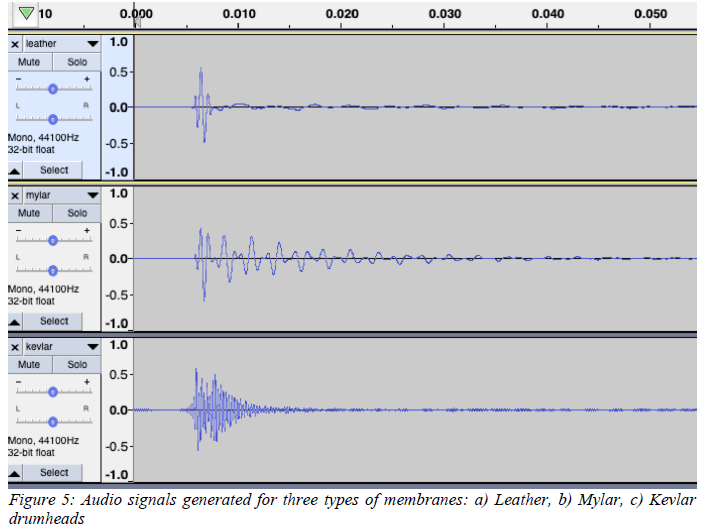 10 0.000 0.010 0.020 0.030 0.040 0.050
× leather
Mute Solo
- +
L R
Mono, 44100Hz
32-bit float
Select
1.0
0.5-
0.0-
-0.5-
-1.0
× mylar
Mute Solo
- +
L R
Mono, 44100Hz
32-bit float
Select
1.0
0.5-
0.0-
-0.5-
-1.0
× kevlar
Mute Solo
- +
L R
Mono, 44100Hz
32-bit float
Select
1.0
0.5-
0.0-
-0.5-
-1.0
Figure 5: Audio signals generated for three types of membranes: a) Leather, b) Mylar, c) Kevlar
drumheads